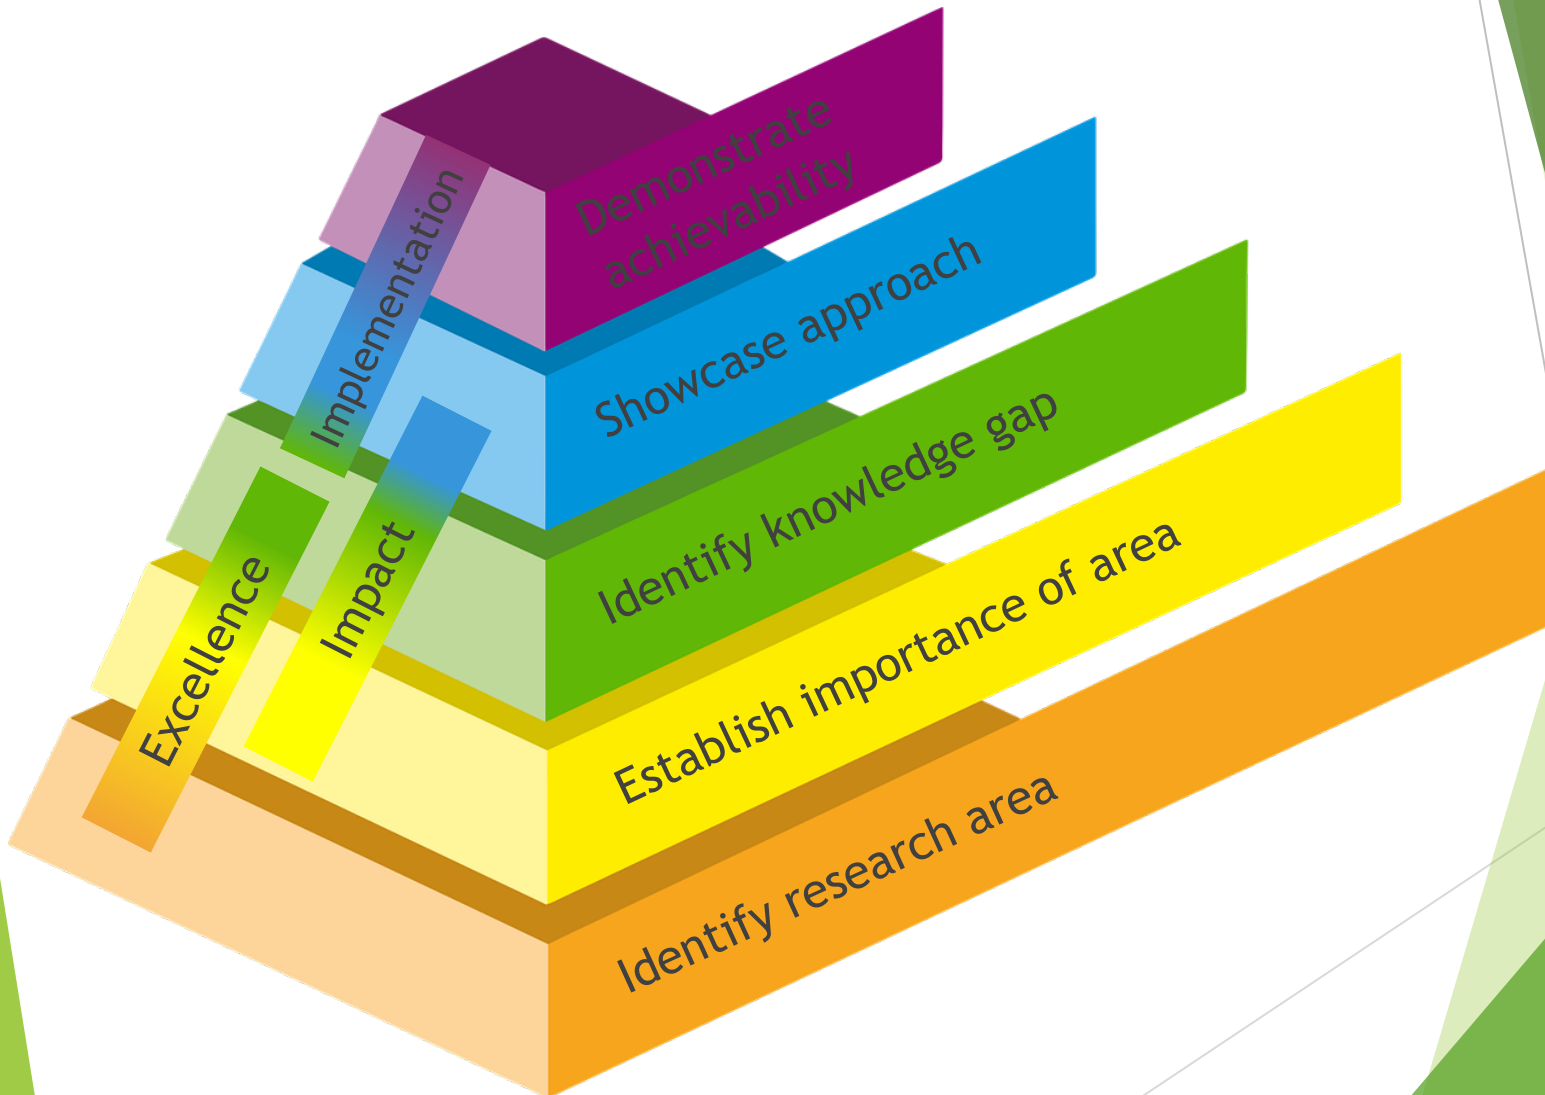 Demonstrate
achievability
Showcase approach
Identify knowledge gap
Establish importance of area
Identify research area
Implementation
Impact
Excellence